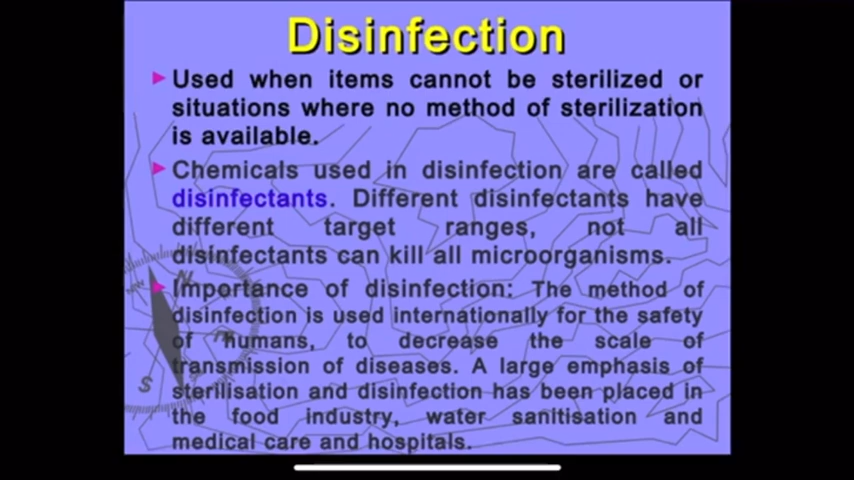 Disinfection
Used when items cannot be sterilized or
situations where no method of sterilization
is available.
Chemicals used in disinfection are called
disinfectants. Different disinfectants have
different target ranges, not all
disinfectants can kill all microorganisms.
Importance of disinfection: The method of
disinfection is used internationally for the safety
of humans, to decrease the scale of
transmission of diseases. A large emphasis of
sterilisation and disinfection has been placed in
the food industry, water sanitisation and
medical care and hospitals.
N
S